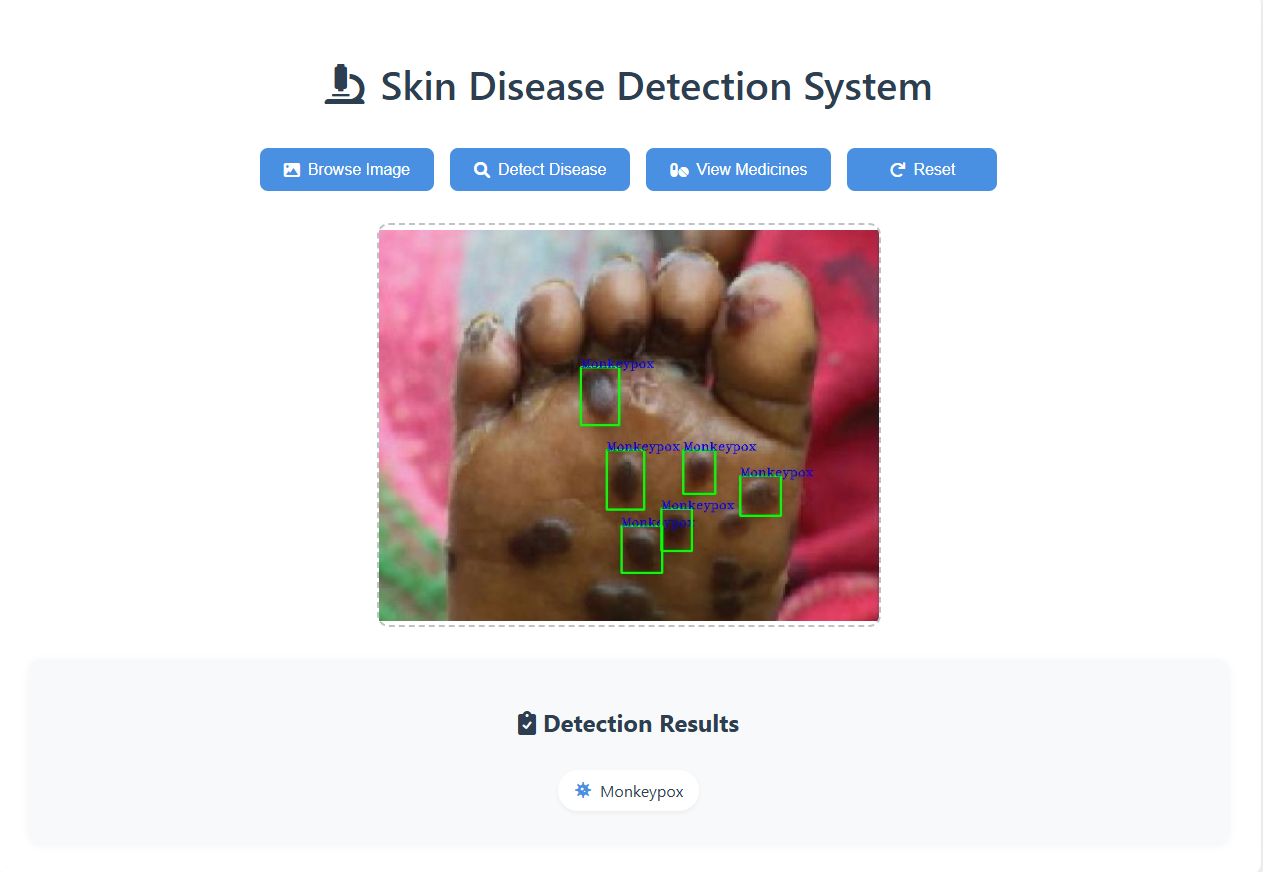 Skin Disease Detection System
Browse Image
Detect Disease
View Medicines
Reset
Monkeypox
Monkeypox Monkeypox
Monkeypox
Monkeypox
Monkeypox
Detection Results
Monkeypox